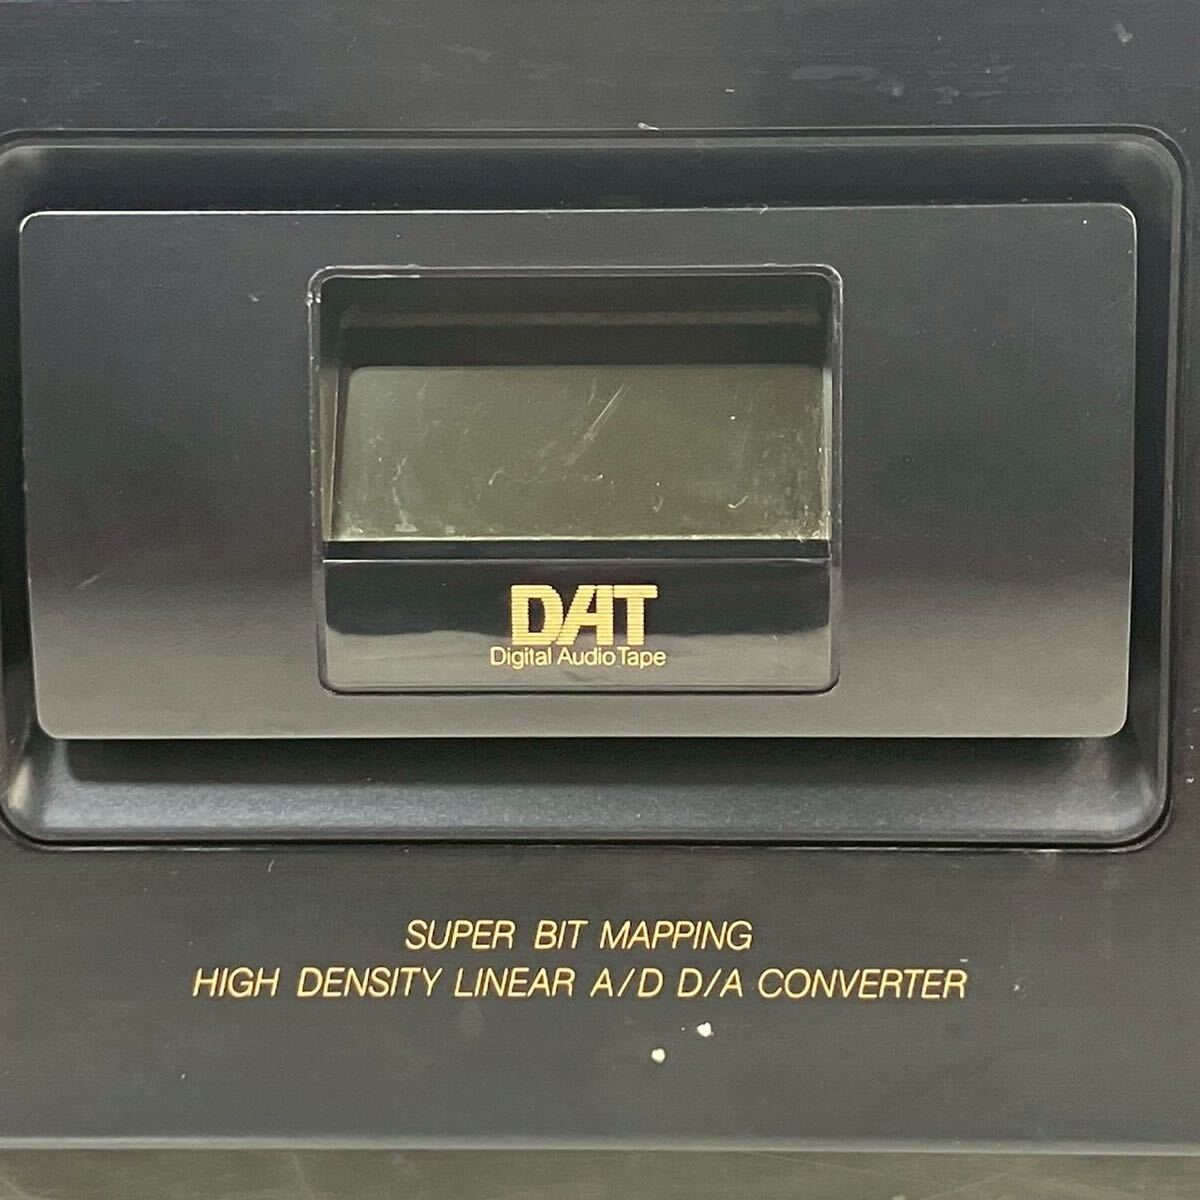 DAT
Digital Audio Tape
SUPER BIT MAPPING
HIGH DENSITY LINEAR A/D D/A CONVERTER